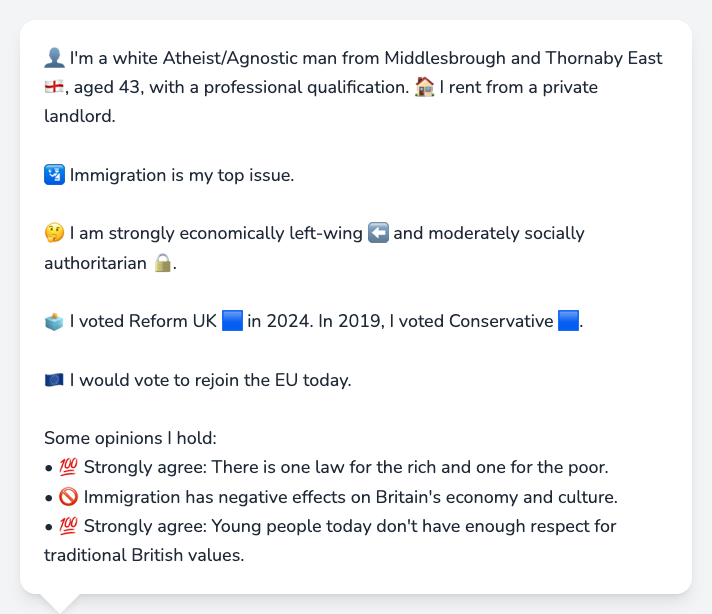 👤 I'm a white Atheist/Agnostic man from Middlesbrough and Thornaby East
🏴󠁧󠁢󠁥󠁮󠁧󠁿, aged 43, with a professional qualification. 🏠 I rent from a private
landlord.
🛂 Immigration is my top issue.
🤔 I am strongly economically left-wing ⬅️ and moderately socially
authoritarian 🔒.
🗳️ I voted Reform UK 🟦 in 2024. In 2019, I voted Conservative 🟦.
🇪🇺 I would vote to rejoin the EU today.
Some opinions I hold:
• 💯 Strongly agree: There is one law for the rich and one for the poor.
• 🚫 Immigration has negative effects on Britain's economy and culture.
• 💯 Strongly agree: Young people today don't have enough respect for
traditional British values.